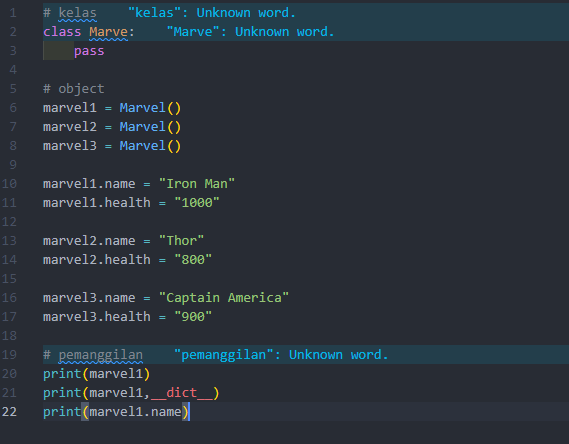 1 # kelas "kelas": Unknown word.
2 class Marve: "Marve": Unknown word.
3 pass
4
5 # object
6 marvel1 = Marvel()
7 marvel2 = Marvel()
8 marvel3 = Marvel()
9
10 marvel1.name = "Iron Man"
11 marvel1.health = "1000"
12
13 marvel2.name = "Thor"
14 marvel2.health = "800"
15
16 marvel3.name = "Captain America"
17 marvel3.health = "900"
18
19 # pemanggilan "pemanggilan": Unknown word.
20 print(marvel1)
21 print(marvel1,__dict__)
22 print(marvel1.name)